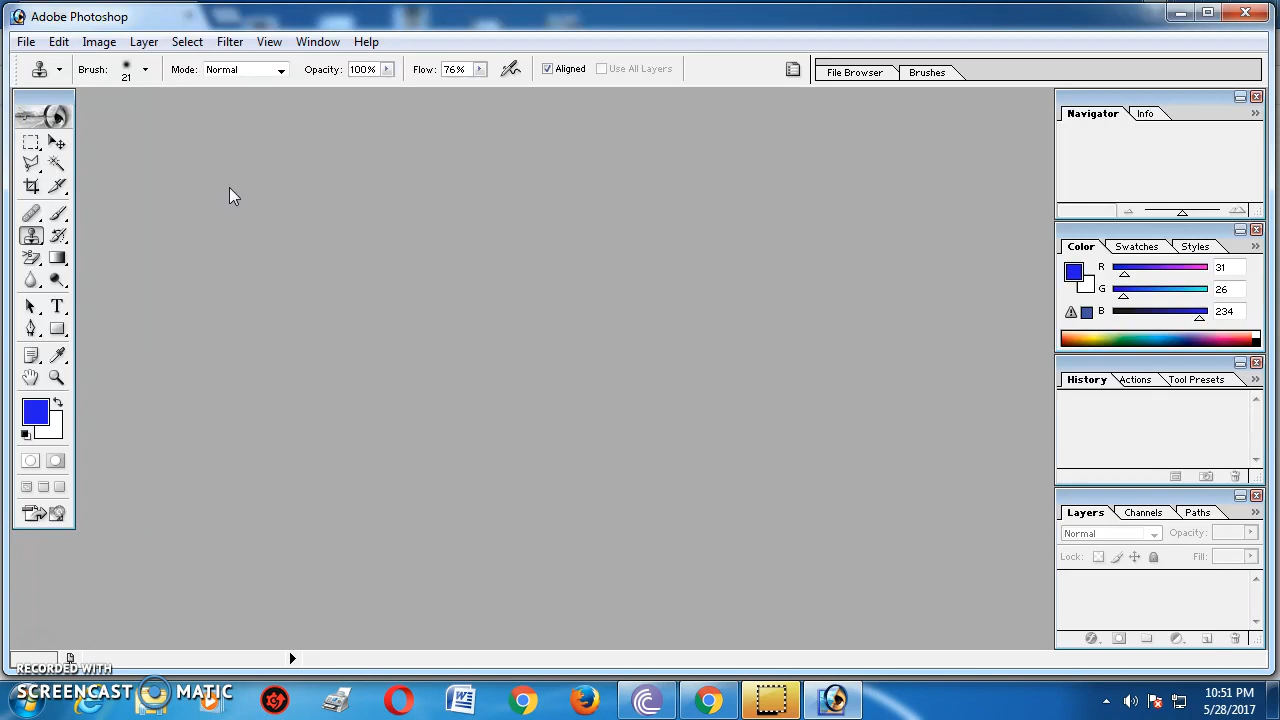 Adobe Photoshop
File Edit Image Layer Select Filter View Window Help
Brush: 21 Mode: Normal Opacity: 100% Flow: 76% Aligned Use All Layers File Browser Brushes
Navigator Info
Color Swatches Styles
R 31
G 26
B 234
History Actions Tool Presets
Layers Channels Paths
Normal Opacity:
Lock: Fill:
RECORDED WITH
SCREENCAST MATIC
10:51 PM
5/28/2017